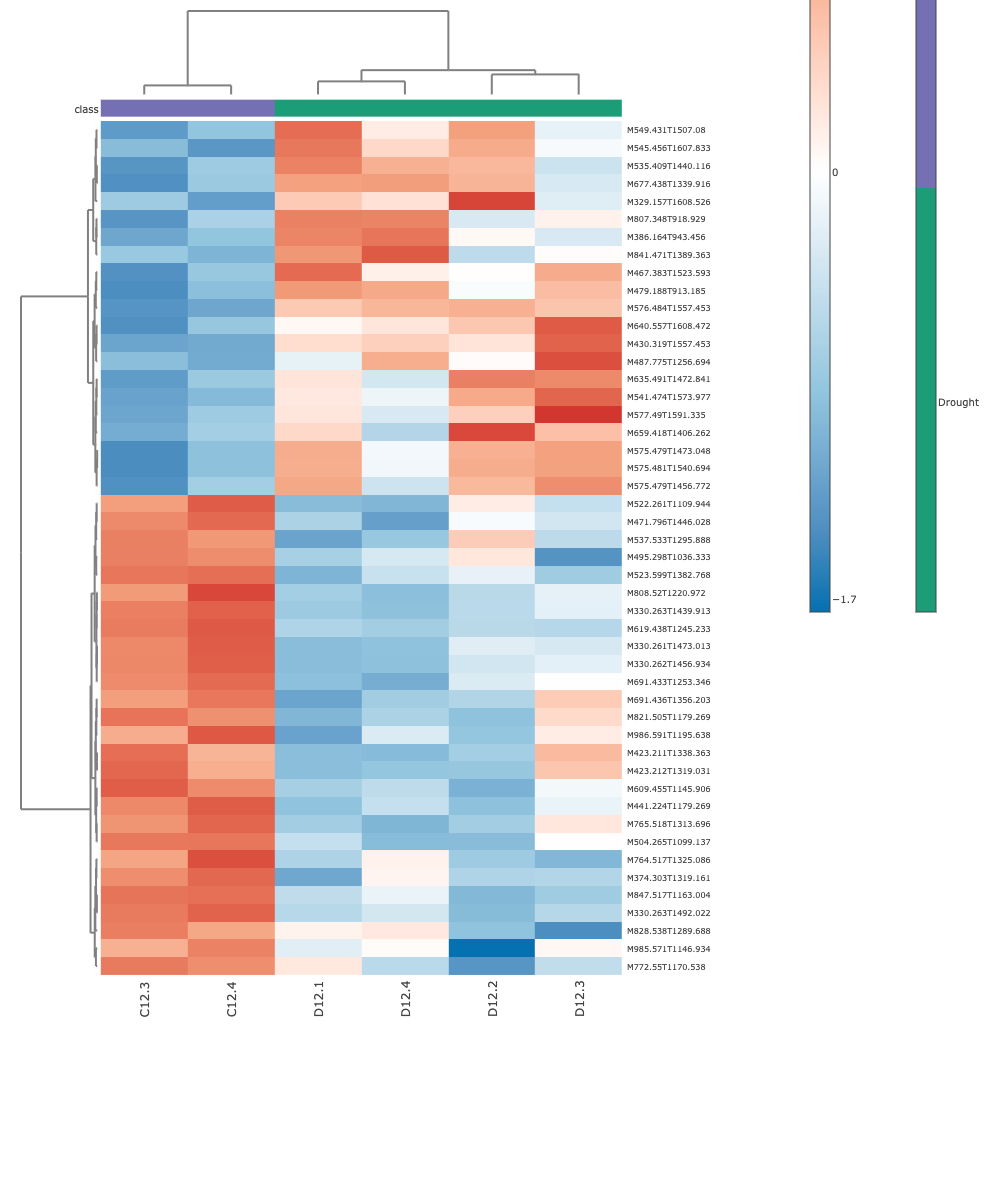 class
M549.431T1507.08
M545.456T1607.833
M535.409T1440.116
M677.438T1339.916
M329.157T1608.526
M807.348T918.929
M386.164T943.456
M841.471T1389.363
M467.383T1523.593
M479.188T913.185
M576.484T1557.453
M640.557T1608.472
M430.319T1557.453
M487.775T1256.694
M635.491T1472.841
M541.474T1573.977
M577.49T1591.335
M659.418T1406.262
M575.479T1473.048
M575.481T1540.694
M575.479T1456.772
M522.261T1109.944
M471.796T1446.028
M537.533T1295.888
M495.298T1036.333
M523.599T1382.768
M808.52T1220.972
M330.263T1439.913
M619.438T1245.233
M330.261T1473.013
M330.262T1456.934
M691.433T1253.346
M691.436T1356.203
M821.505T1179.269
M986.591T1195.638
M423.211T1338.363
M423.212T1319.031
M609.455T1145.906
M441.224T1179.269
M765.518T1313.696
M504.265T1099.137
M764.517T1325.086
M374.303T1319.161
M847.517T1163.004
M330.263T1492.022
M828.538T1289.688
M985.571T1146.934
M772.55T1170.538
C12.3
C12.4
D12.1
D12.4
D12.2
D12.3
0
−1.7
Drought